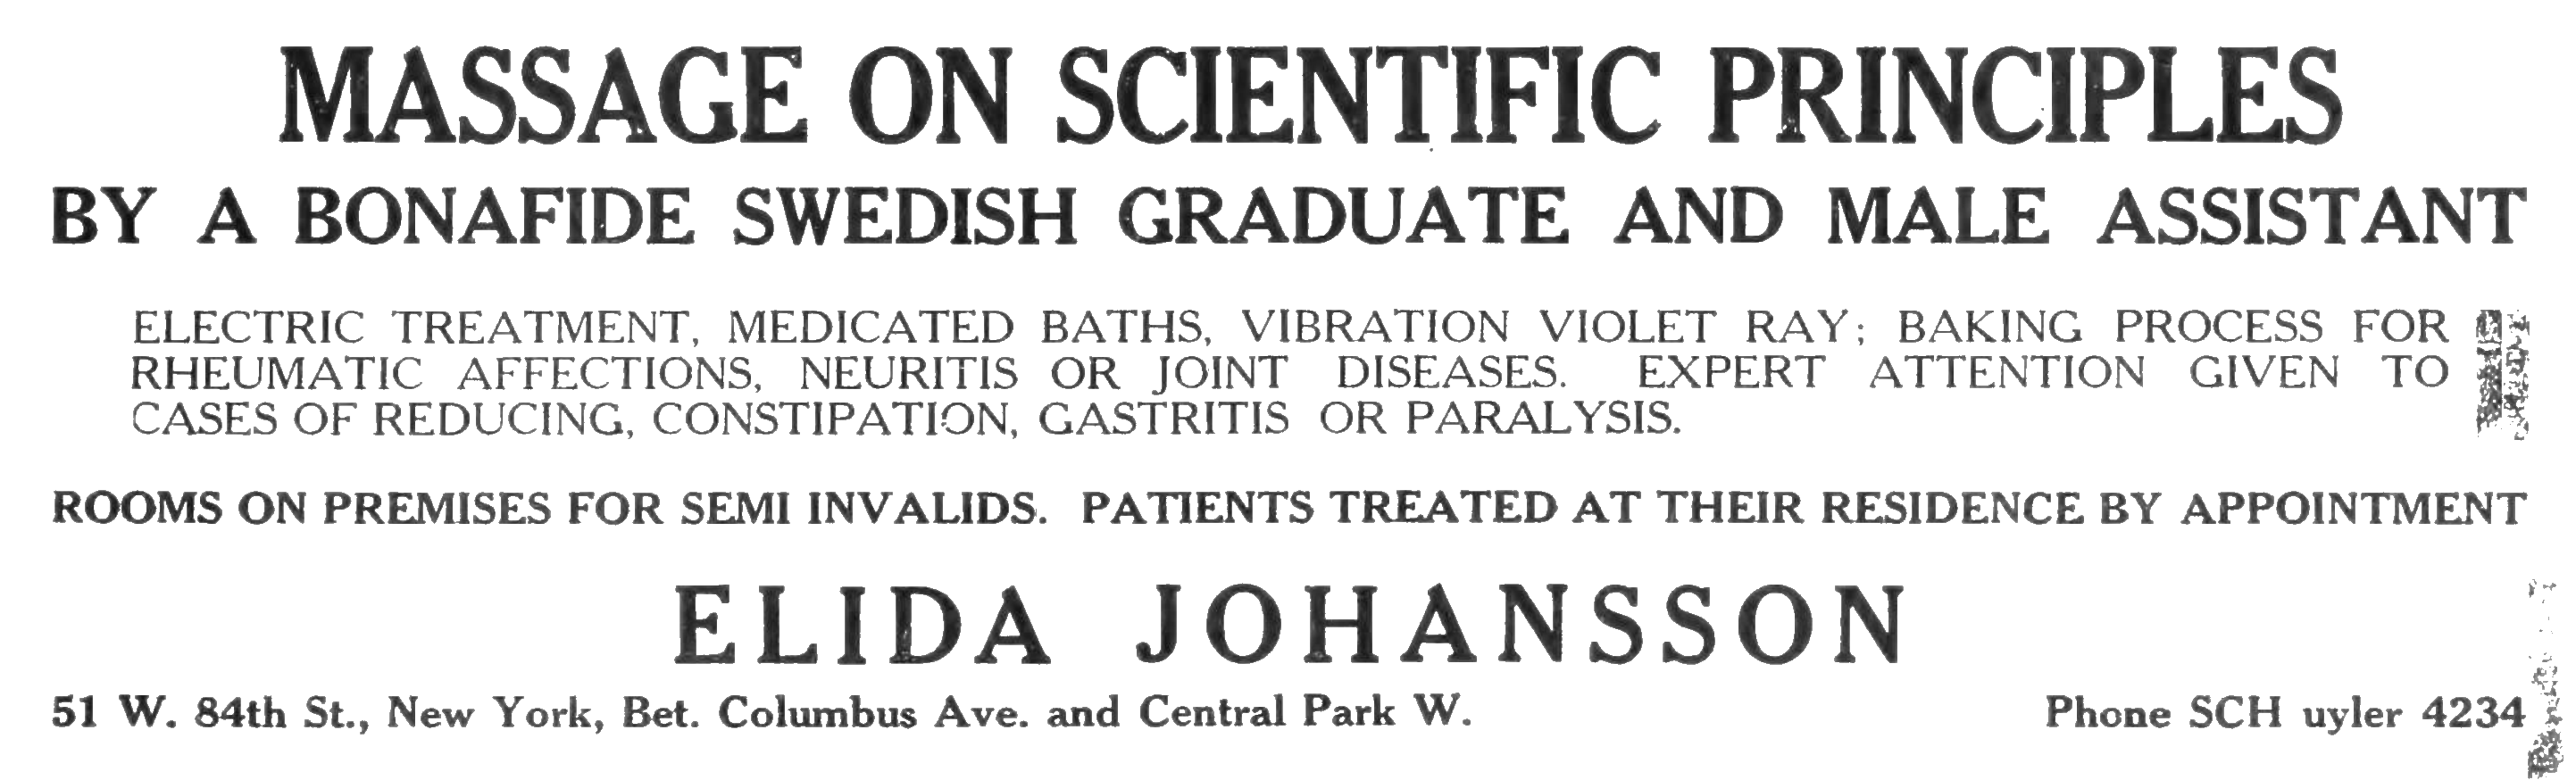 MASSAGE ON SCIENTIFIC PRINCIPLES
BY A BONAFIDE SWEDISH GRADUATE AND MALE ASSISTANT
ELECTRIC TREATMENT, MEDICATED BATHS, VIBRATION VIOLET RAY; BAKING PROCESS FOR
RHEUMATIC AFFECTIONS, NEURITIS OR JOINT DISEASES. EXPERT ATTENTION GIVEN TO
CASES OF REDUCING, CONSTIPATION, GASTRITIS OR PARALYSIS.
ROOMS ON PREMISES FOR SEMI INVALIDS. PATIENTS TREATED AT THEIR RESIDENCE BY APPOINTMENT
ELIDA JOHANSSON
51 W. 84th St., New York, Bet. Columbus Ave. and Central Park W.
Phone SCH uyler 4234